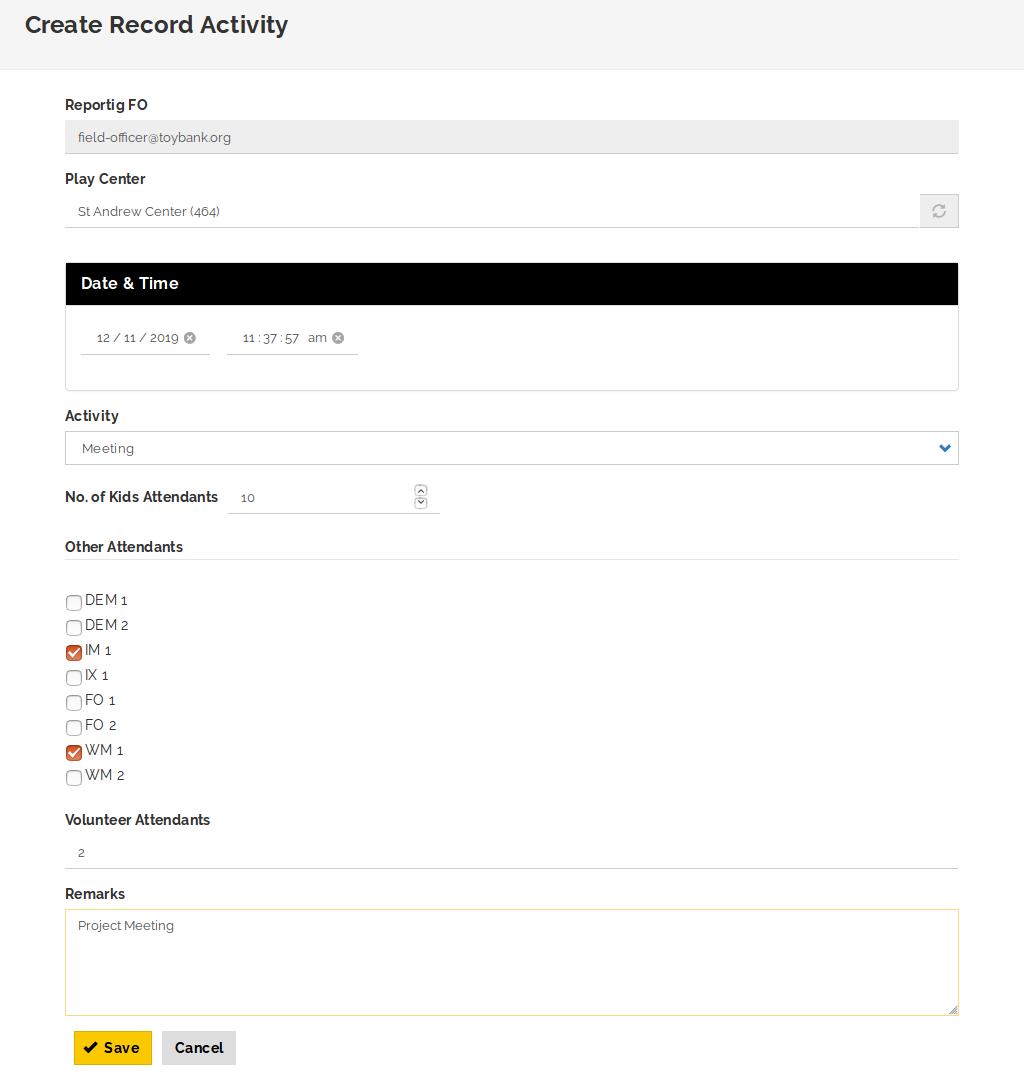 Create Record Activity
Reportig FO
field-officer@toybank.org
Play Center
St Andrew Center (464)
Date & Time
12 / 11 / 2019 11 : 37 : 57 am
Activity
Meeting
No. of Kids Attendants 10
Other Attendants
DEM 1
DEM 2
IM 1
IX 1
FO 1
FO 2
WM 1
WM 2
Volunteer Attendants
2
Remarks
Project Meeting
Save Cancel